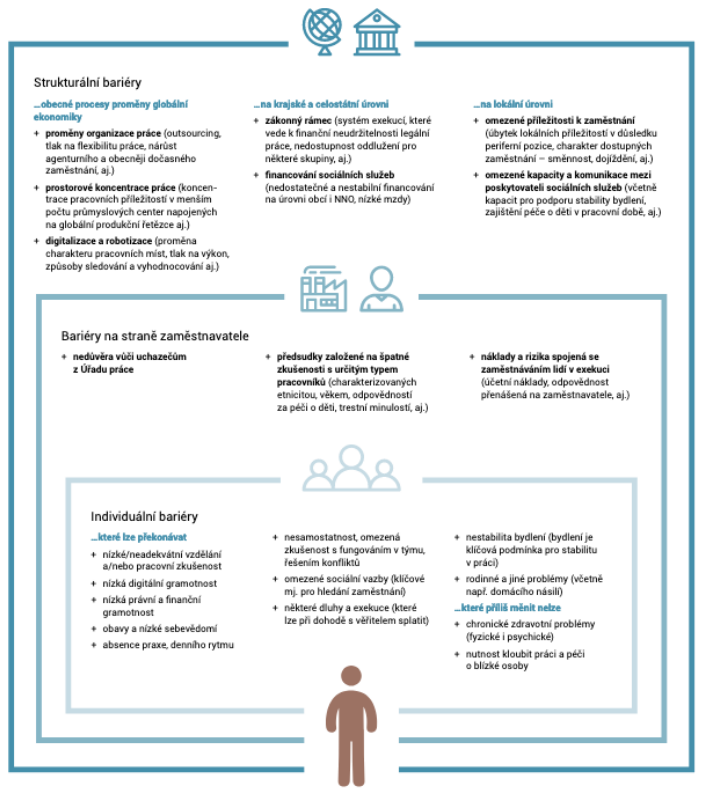 Strukturální bariéry
…obecné procesy proměny globální
ekonomiky
+ proměny organizace práce (outsourcing,
tlak na flexibilitu práce, nárůst
agenturního a obecněji dočasného
zaměstnání, aj.)
+ prostorové koncentrace práce (koncen-
trace pracovních příležitostí v menším
počtu průmyslových center napojených
na globální produkční řetězce aj.)
+ digitalizace a robotizace (proměna
charakteru pracovních míst, tlak na výkon,
způsoby sledování a vyhodnocování aj.)
…na krajské a celostátní úrovni
+ zákonný rámec (systém exekucí, které
vede k finanční neudržitelnosti legální
práce, nedostupnost oddlužení pro
některé skupiny, aj.)
+ financování sociálních služeb
(nedostatečné a nestabilní financování
na úrovni obcí i NNO, nízké mzdy)
…na lokální úrovni
+ omezené příležitosti k zaměstnání
(úbytek lokálních příležitostí v důsledku
periferní pozice, charakter dostupných
zaměstnání – směnnost, dojíždění, aj.)
+ omezené kapacity a komunikace mezi
poskytovateli sociálních služeb (včetně
kapacit pro podporu stability bydlení,
zajištění péče o děti v pracovní době, aj.)
Bariéry na straně zaměstnavatele
+ nedůvěra vůči uchazečům
z Úřadu práce
+ předsudky založené na špatné
zkušenosti s určitým typem
pracovníků (charakterizovaných
etnicitou, věkem, odpovědností
za péči o děti, trestní minulostí, aj.)
+ náklady a rizika spojená se
zaměstnáváním lidí v exekuci
(účetní náklady, odpovědnost
přenášená na zaměstnavatele, aj.)
Individuální bariéry
…které lze překonávat
+ nízké/neadekvátní vzdělání
a/nebo pracovní zkušenost
+ nízká digitální gramotnost
+ nízká právní a finanční
gramotnost
+ obavy a nízké sebevědomí
+ absence praxe, denního rytmu
+ nesamostatnost, omezená
zkušenost s fungováním v týmu,
řešením konfliktů
+ omezené sociální vazby (klíčové
mj. pro hledání zaměstnání)
+ některé dluhy a exekuce (které
lze při dohodě s věřitelem splatit)
+ nestabilita bydlení (bydlení je
klíčová podmínka pro stabilitu
v práci)
+ rodinné a jiné problémy (včetně
např. domácího násilí)
…které příliš měnit nelze
+ chronické zdravotní problémy
(fyzické i psychické)
+ nutnost kloubit práci a péči
o blízké osoby